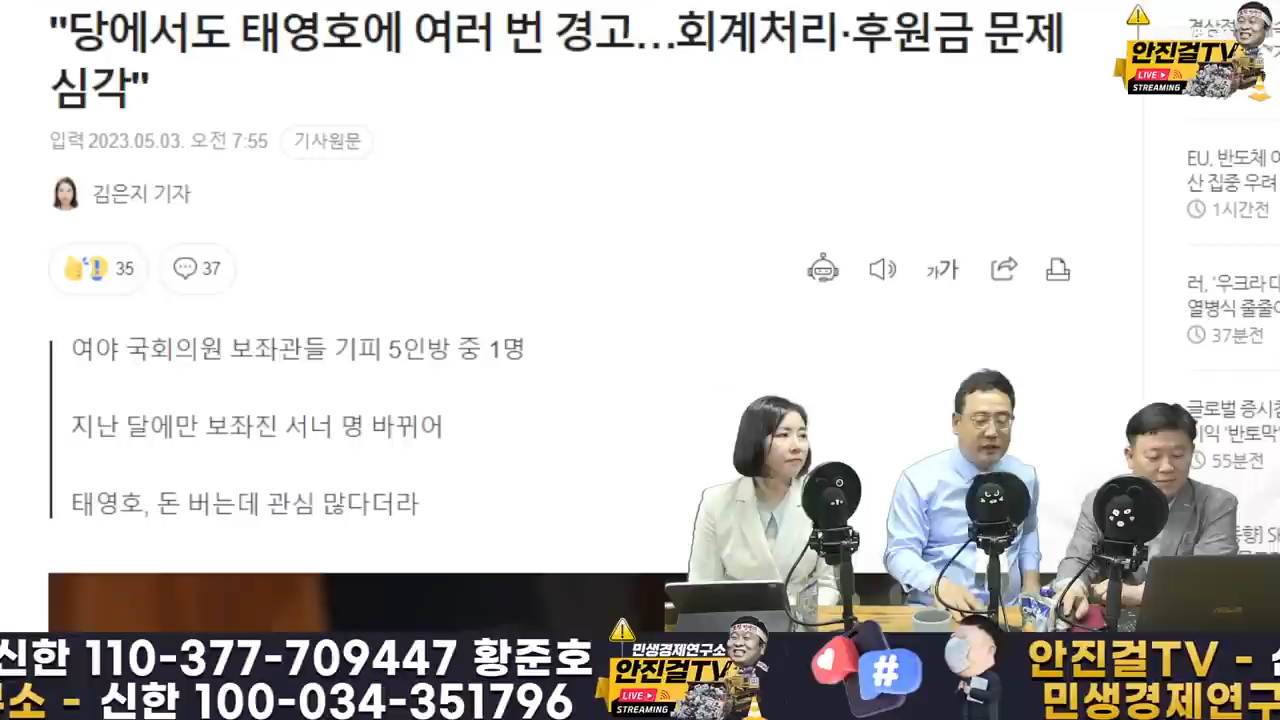 "당에서도 태영호에 여러 번 경고…회계처리·후원금 문제
심각"
입력 2023.05.03. 오전 7:55 기사원문
김은지 기자
35
37
가가
여야 국회의원 보좌관들 기피 5인방 중 1명
지난 달에만 보좌진 서너 명 바뀌어
태영호, 돈 버는데 관심 많다더라
안진걸TV
LIVE
STREAMING
EU, 반도체
산 집중 우려
1시간전
러, '우크라
열병식 줄줄
37분전
글로벌 증시
이익 '반토막'
55분전
신한 110-377-709447 황준호
소 - 신한 100-034-351796
민생경제연구소
안진걸TV
LIVE
STREAMING
#
안진걸TV -
민생경제연구